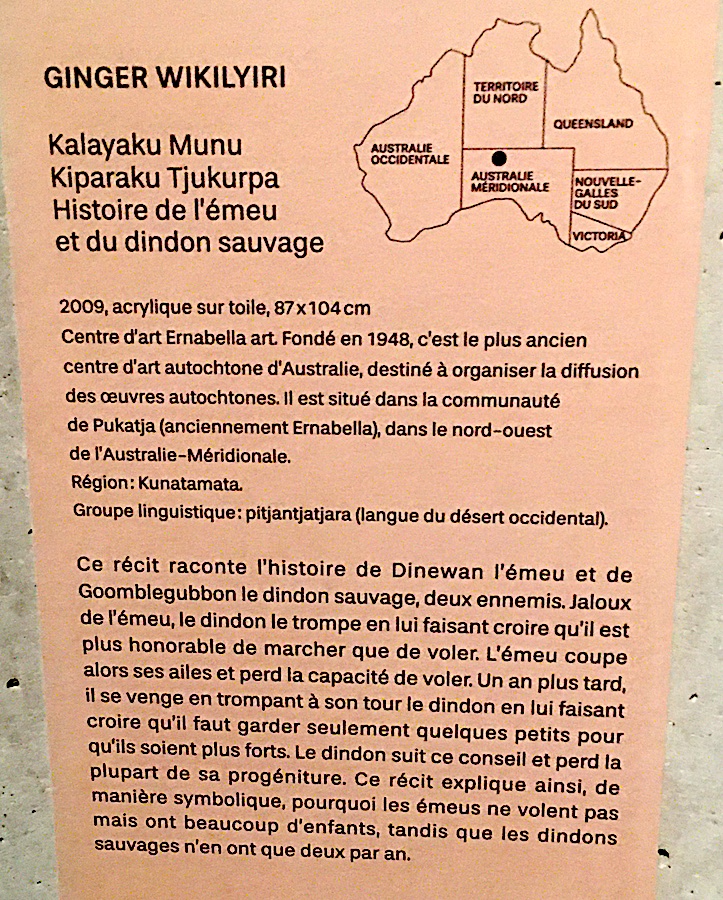 GINGER WIKILYIRI
Kalayaku Munu
Kiparaku Tjukurpa
Histoire de l'émeu
et du dindon sauvage
TERRITOIRE
DU NORD
QUEENSLAND
AUSTRALIE
OCCIDENTALE
AUSTRALIE
MÉRIDIONALE
NOUVELLE-
GALLES
DU SUD
VICTORIA
2009, acrylique sur toile, 87x104 cm
Centre d'art Ernabella art. Fondé en 1948, c'est le plus ancien
centre d'art autochtone d'Australie, destiné à organiser la diffusion
des œuvres autochtones. Il est situé dans la communauté
de Pukatja (anciennement Ernabella), dans le nord-ouest
de l'Australie-Méridionale.
Région: Kunatamata.
Groupe linguistique: pitjantjatjara (langue du désert occidental).
Ce récit raconte l'histoire de Dinewan l'émeu et de
Goomblegubbon le dindon sauvage, deux ennemis. Jaloux
de l'émeu, le dindon le trompe en lui faisant croire qu'il est
plus honorable de marcher que de voler. L'émeu coupe
alors ses ailes et perd la capacité de voler. Un an plus tard,
il se venge en trompant à son tour le dindon en lui faisant
croire qu'il faut garder seulement quelques petits pour
qu'ils soient plus forts. Le dindon suit ce conseil et perd la
plupart de sa progéniture. Ce récit explique ainsi, de
manière symbolique, pourquoi les émeus ne volent pas
mais ont beaucoup d'enfants, tandis que les dindons
sauvages n'en ont que deux par an.